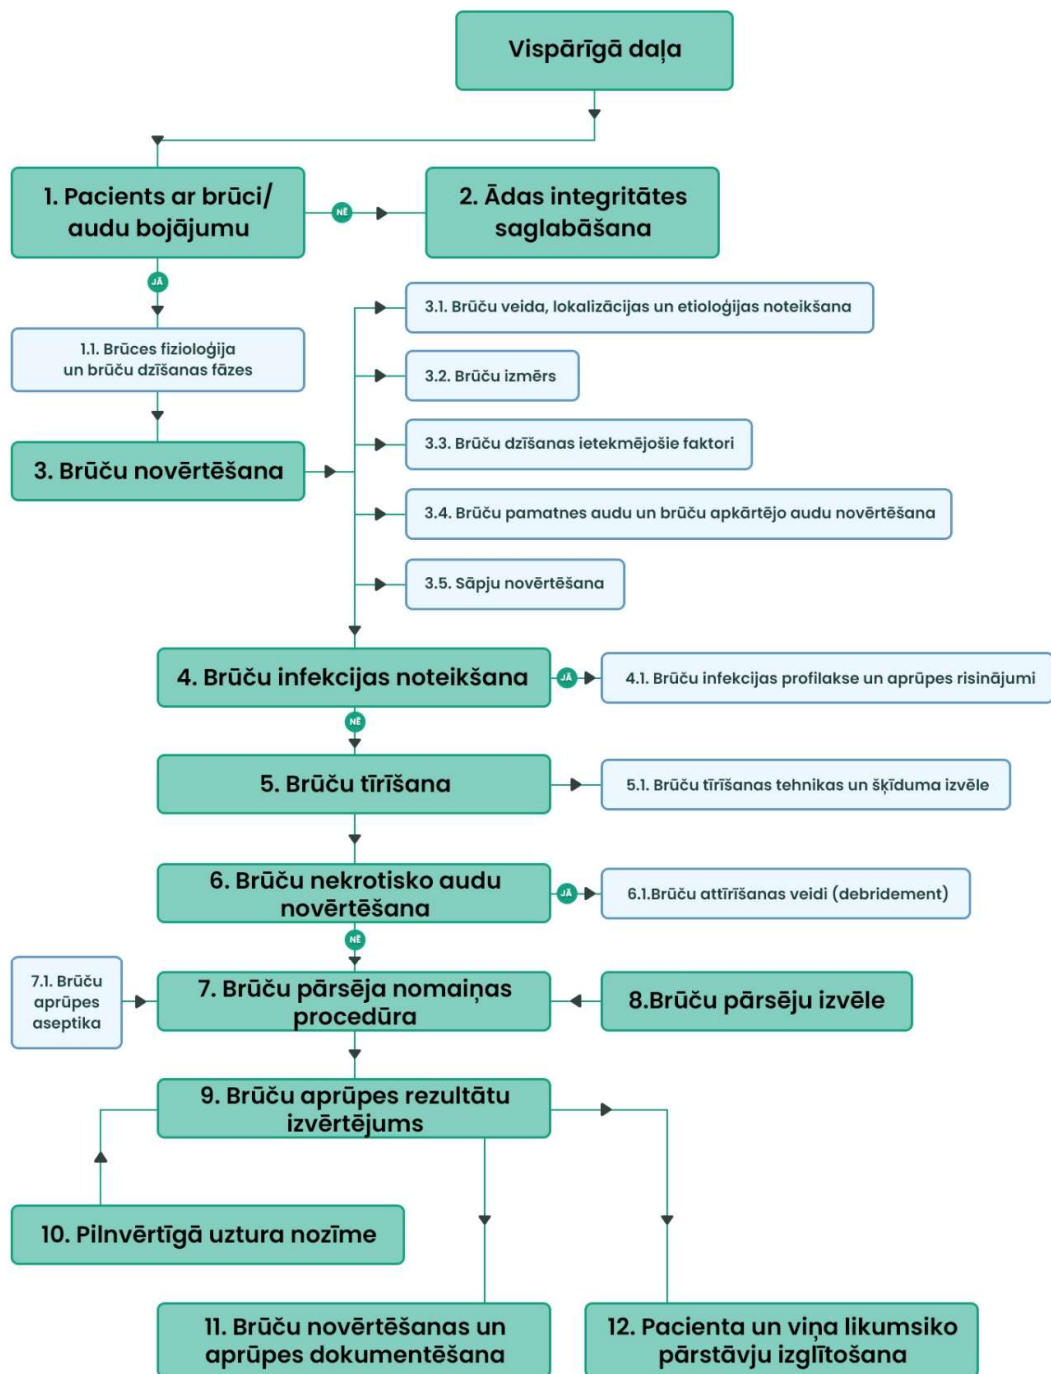 Vispārīgā daļa
1. Pacients ar brūci/
audu bojājumu
NĒ
2. Ādas integritātes
saglabāšana
JĀ
1.1. Brūces fizioloģija
un brūču dzīšanas fāzes
3. Brūču novērtēšana
3.1. Brūču veida, lokalizācijas un etioloģijas noteikšana
3.2. Brūču izmērs
3.3. Brūču dzīšanas ietekmējošie faktori
3.4. Brūču pamatnes audu un brūču apkārtējo audu novērtēšana
3.5. Sāpju novērtēšana
4. Brūču infekcijas noteikšana
JĀ
4.1. Brūču infekcijas profilakse un aprūpes risinājumi
NĒ
5. Brūču tīrīšana
5.1. Brūču tīrīšanas tehnikas un šķīduma izvēle
6. Brūču nekrotisko audu
novērtēšana
JĀ
6.1.Brūču attīrīšanas veidi (debridement)
NĒ
7.1. Brūču
aprūpes
aseptika
7. Brūču pārsēja nomaiņas
procedūra
8.Brūču pārsēju izvēle
9. Brūču aprūpes rezultātu
izvērtējums
10. Pilnvērtīgā uztura nozīme
11. Brūču novērtēšanas un
aprūpes dokumentēšana
12. Pacienta un viņa likumsiko
pārstāvju izglītošana